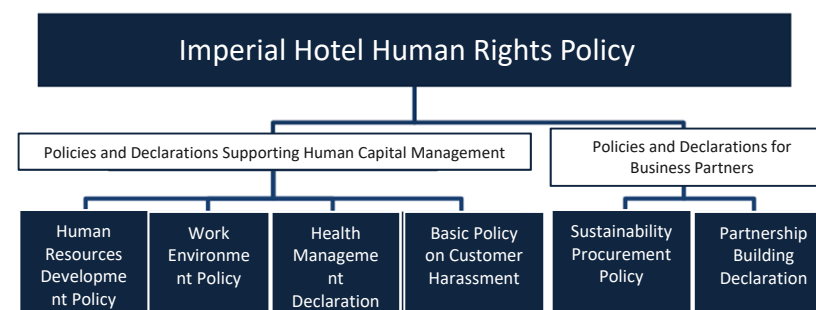 Imperial Hotel Human Rights Policy
Policies and Declarations Supporting Human Capital Management
Policies and Declarations for
Business Partners
Human
Resources
Developme
nt Policy
Work
Environme
nt Policy
Health
Manageme
nt
Declaration
Basic Policy
on Customer
Harassment
Sustainability
Procurement
Policy
Partnership
Building
Declaration